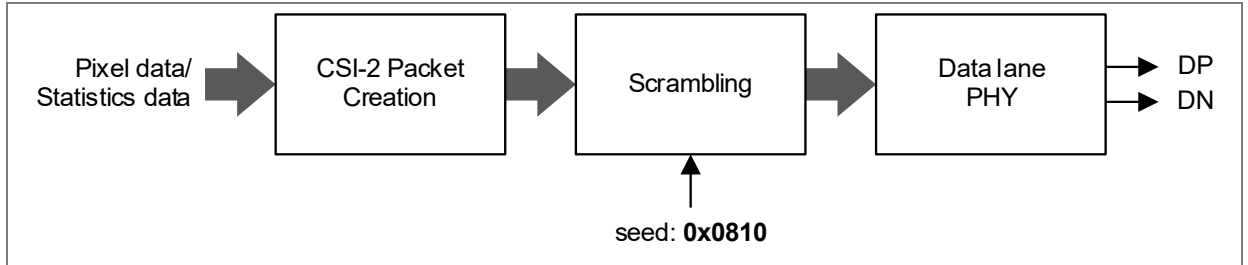 Pixel data/
Statistics data
CSI-2 Packet
Creation
Scrambling
Data lane
PHY
DP
DN
seed: 0x0810